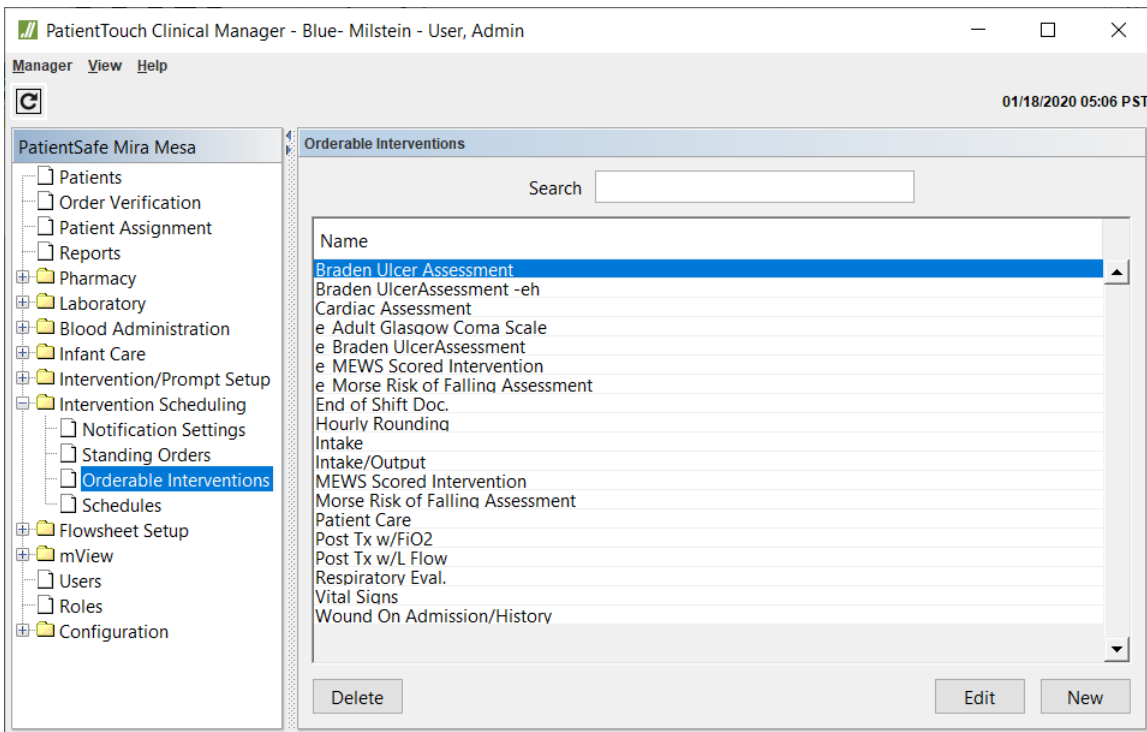 PatientTouch Clinical Manager - Blue- Milstein - User, Admin
Manager View Help
01/18/2020 05:06 PST
PatientSafe Mira Mesa
Patients
Order Verification
Patient Assignment
Reports
Pharmacy
Laboratory
Blood Administration
Infant Care
Intervention/Prompt Setup
Intervention Scheduling
Notification Settings
Standing Orders
Orderable Interventions
Schedules
Flowsheet Setup
mView
Users
Roles
Configuration
Orderable Interventions
Search
Name
Braden Ulcer Assessment
Braden UlcerAssessment -eh
Cardiac Assessment
e Adult Glasgow Coma Scale
e Braden UlcerAssessment
e MEWS Scored Intervention
e Morse Risk of Falling Assessment
End of Shift Doc.
Hourly Rounding
Intake
Intake/Output
MEWS Scored Intervention
Morse Risk of Falling Assessment
Patient Care
Post Tx w/FiO2
Post Tx w/L Flow
Respiratory Eval.
Vital Signs
Wound On Admission/History
Delete Edit New